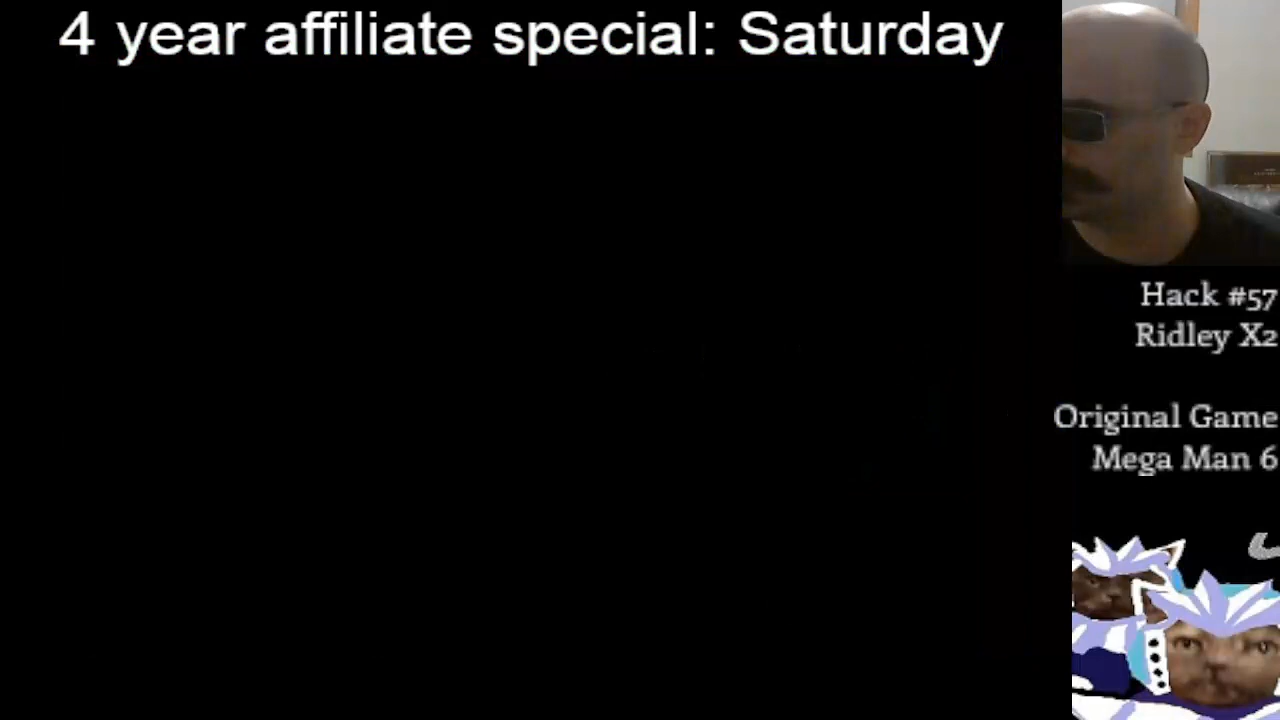 4 year affiliate special: Saturday
Hack #57
Ridley X2
Original Game
Mega Man 6